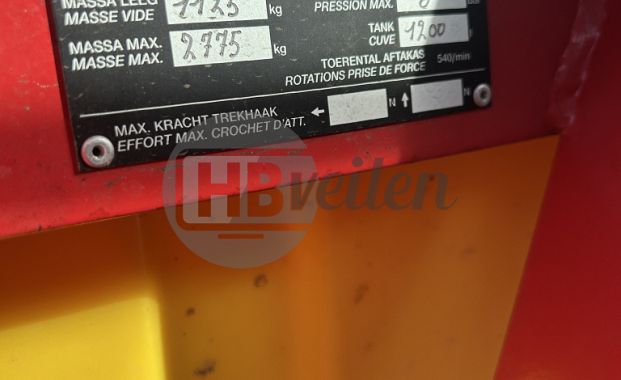 MASSA LEEG 1125 kg PRESSION MAX.
MASSE VIDE
MASSA MAX. 2775 kg TANK 1200
MASSE MAX. CUVE
TOERENTAL AFTAKAS 540/min
ROTATIONS PRISE DE FORCE
MAX. KRACHT TREKHAAK ← N ↑ N
EFFORT MAX. CROCHET D'ATT.
HBveilen